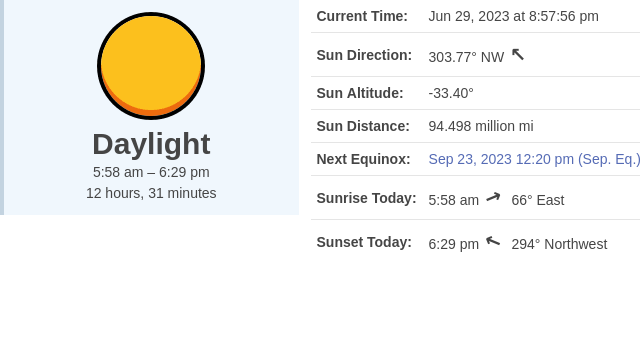 Daylight
5:58 am – 6:29 pm
12 hours, 31 minutes
Current Time: Jun 29, 2023 at 8:57:56 pm
Sun Direction: 303.77° NW ↖
Sun Altitude: -33.40°
Sun Distance: 94.498 million mi
Next Equinox: Sep 23, 2023 12:20 pm (Sep. Eq.)
Sunrise Today: 5:58 am ↗ 66° East
Sunset Today: 6:29 pm ↖ 294° Northwest